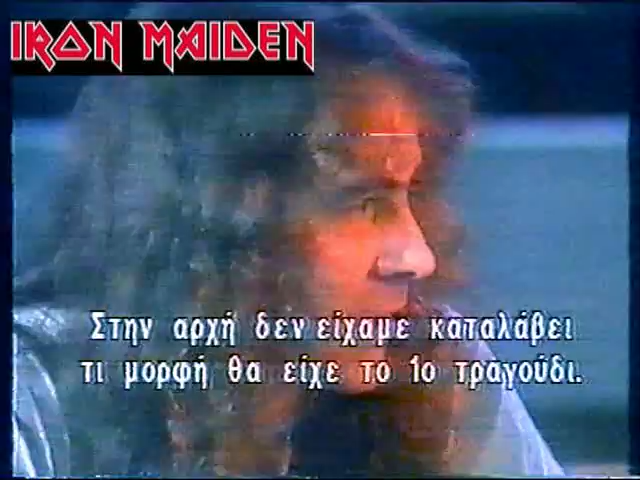 IRON MAIDEN
Στην αρχή δεν είχαμε καταλάβει
τι μορφή θα είχε το 1ο τραγούδι.